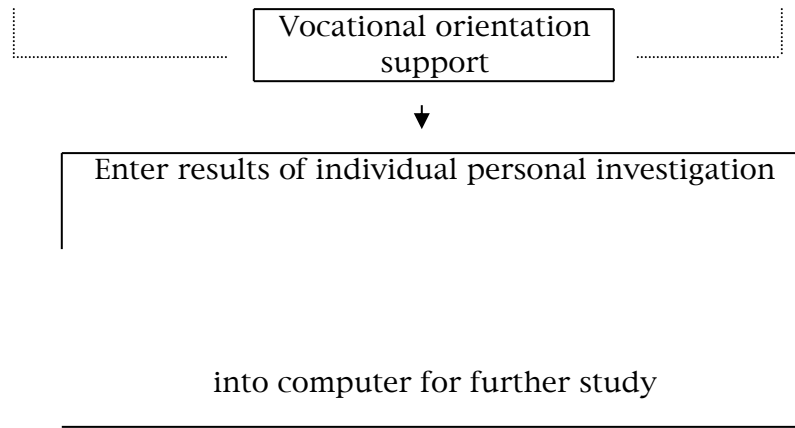 Vocational orientation
support
Enter results of individual personal investigation
into computer for further study